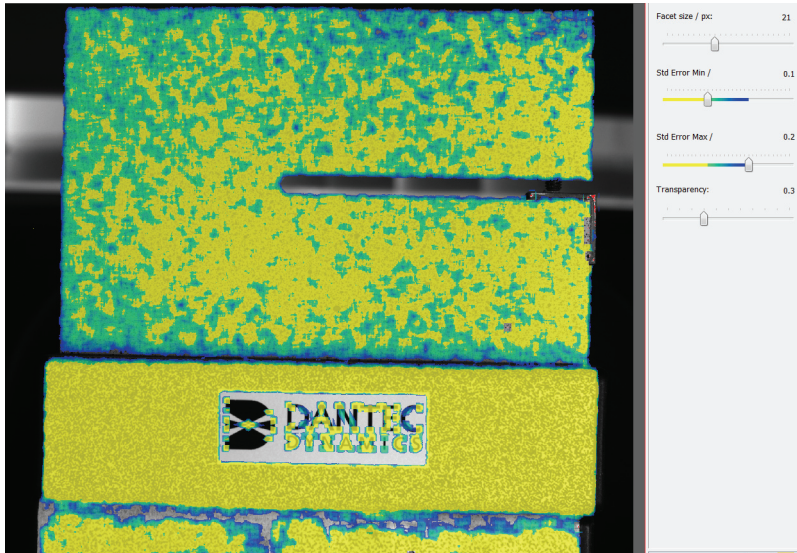 Facet size / px: 21
Std Error Min / 0.1
Std Error Max / 0.2
Transparency: 0.3
DANTEC
DYNAMICS